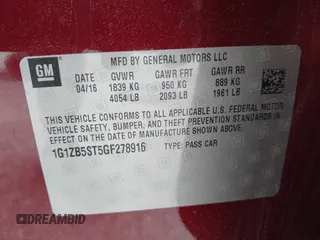 GM
MFD BY GENERAL MOTORS LLC
DATE GVWR GAWR FRT GAWR RR
04/16 1839 KG 950 KG 889 KG
4054 LB 2093 LB 1961 LB
THIS VEHICLE CONFORMS TO ALL APPLICABLE U.S. FEDERAL MOTOR
VEHICLE SAFETY, BUMPER, AND THEFT PREVENTION STANDARDS IN
EFFECT ON THE DATE OF MANUFACTURE SHOWN ABOVE.
1G1ZB5ST5GF278916 TYPE: PASS CAR
DREAMBID